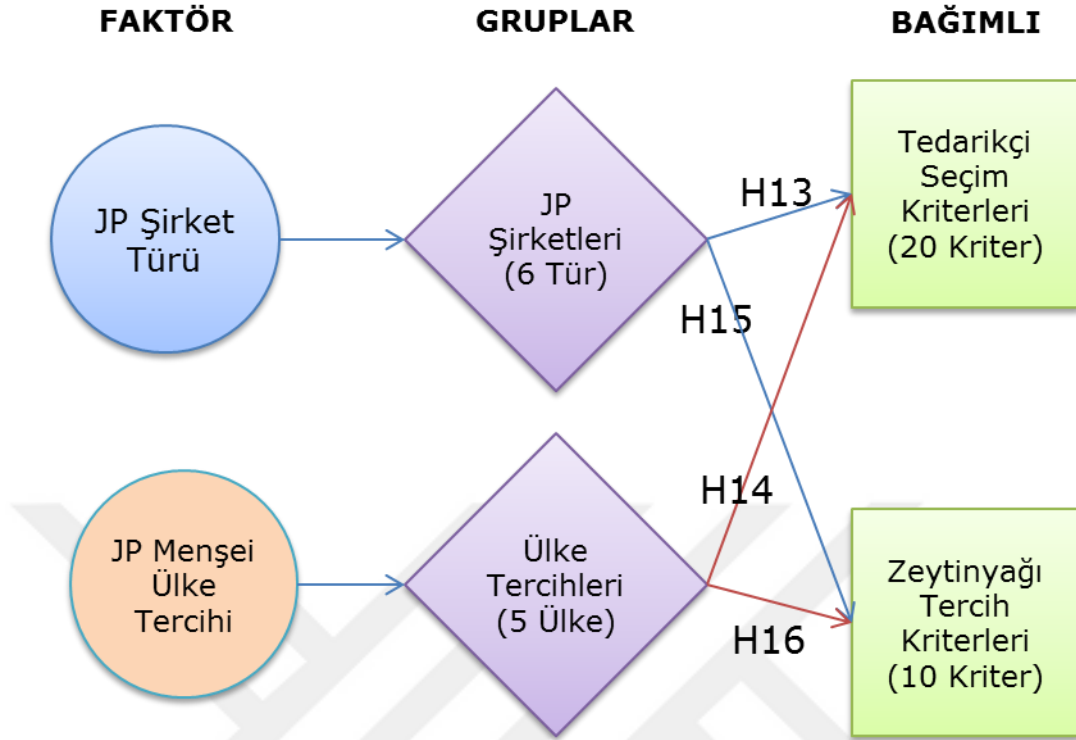 FAKTÖR
GRUPLAR
BAĞIMLI
JP Şirket
Türü
JP
Şirketleri
(6 Tür)
H13
Tedarikçi
Seçim
Kriterleri
(20 Kriter)
H15
H14
JP Menşei
Ülke
Tercihi
Ülke
Tercihleri
(5 Ülke)
H16
Zeytinyağı
Tercih
Kriterleri
(10 Kriter)